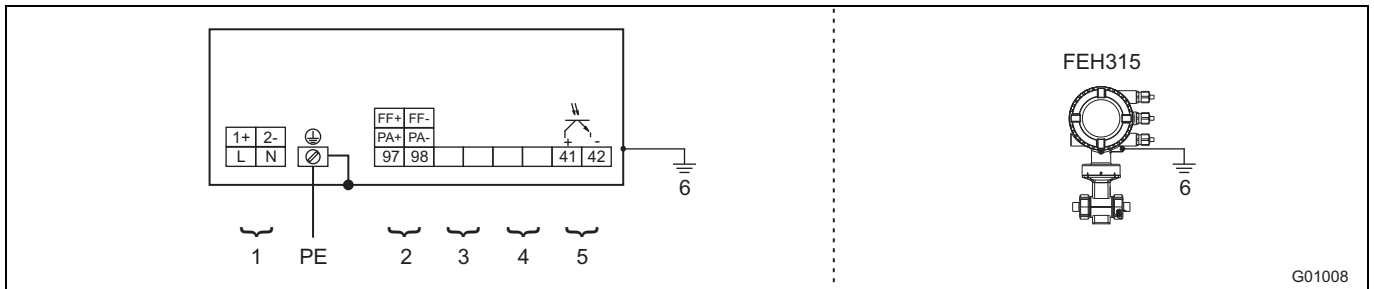 FEH315
FF+ FF-
1+ 2- PA+ PA- + -
L N 97 98 41 42
6 6
1 PE 2 3 4 5
G01008